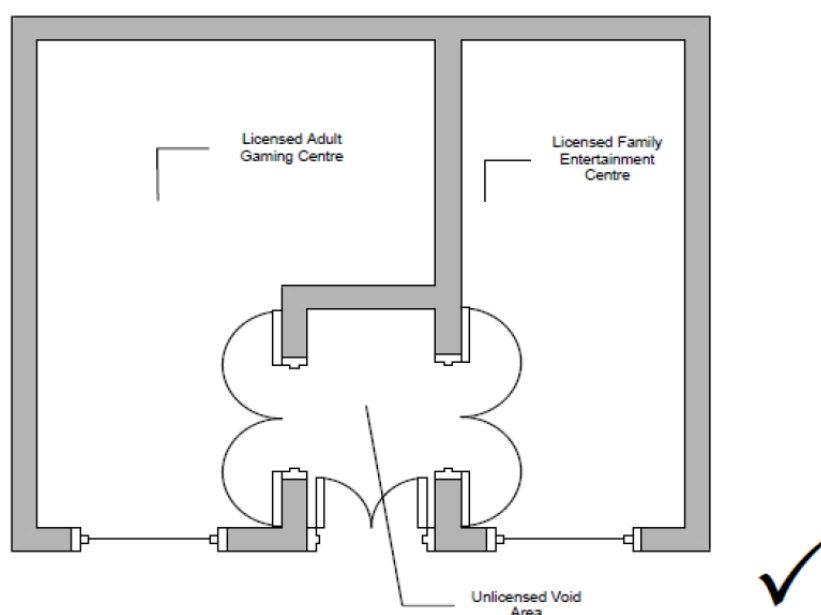 Licensed Adult
Gaming Centre
Licensed Family
Entertainment
Centre
Unlicensed Void
Area